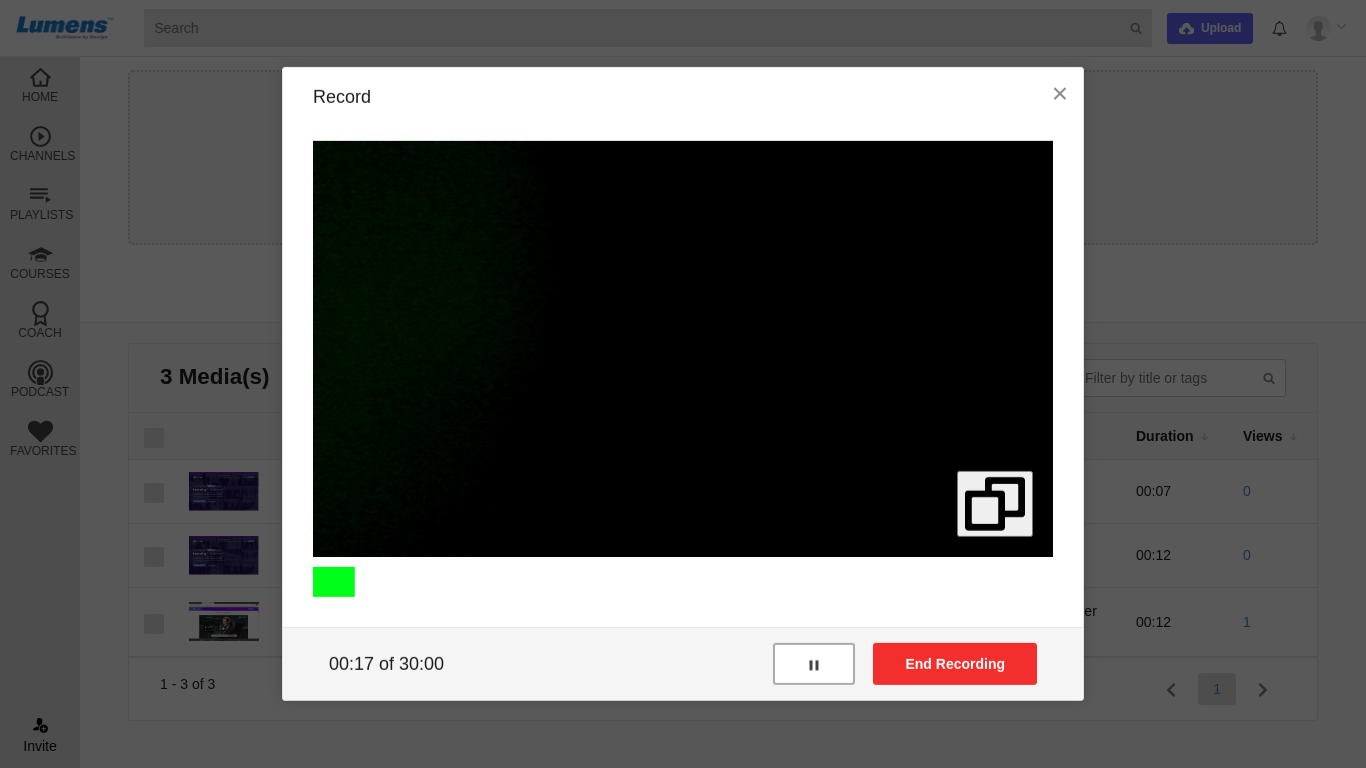 Lumens
Search
Upload
HOME
CHANNELS
PLAYLISTS
COURSES
COACH
PODCAST
FAVORITES
Invite
Record
00:17 of 30:00
End Recording
3 Media(s)
Filter by title or tags
Duration
Views
00:07
0
00:12
0
er
00:12
1
1 - 3 of 3
1